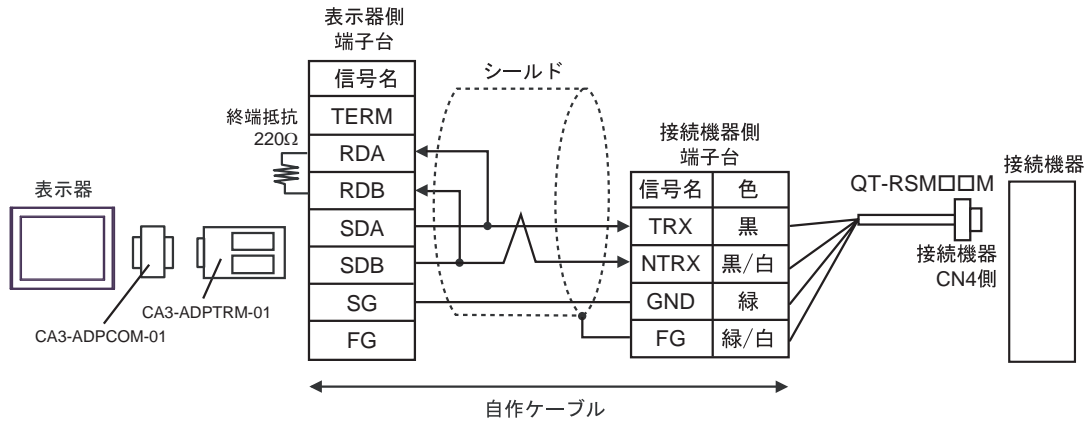 表示器側
端子台
信号名
TERM
RDA
RDB
SDA
SDB
SG
FG
シールド
終端抵抗
220Ω
表示器
CA3-ADPCOM-01
CA3-ADPTRM-01
接続機器側
端子台
信号名 色
TRX 黒
NTRX 黒/白
GND 緑
FG 緑/白
QT-RSM□□M
接続機器
接続機器
CN4側
自作ケーブル